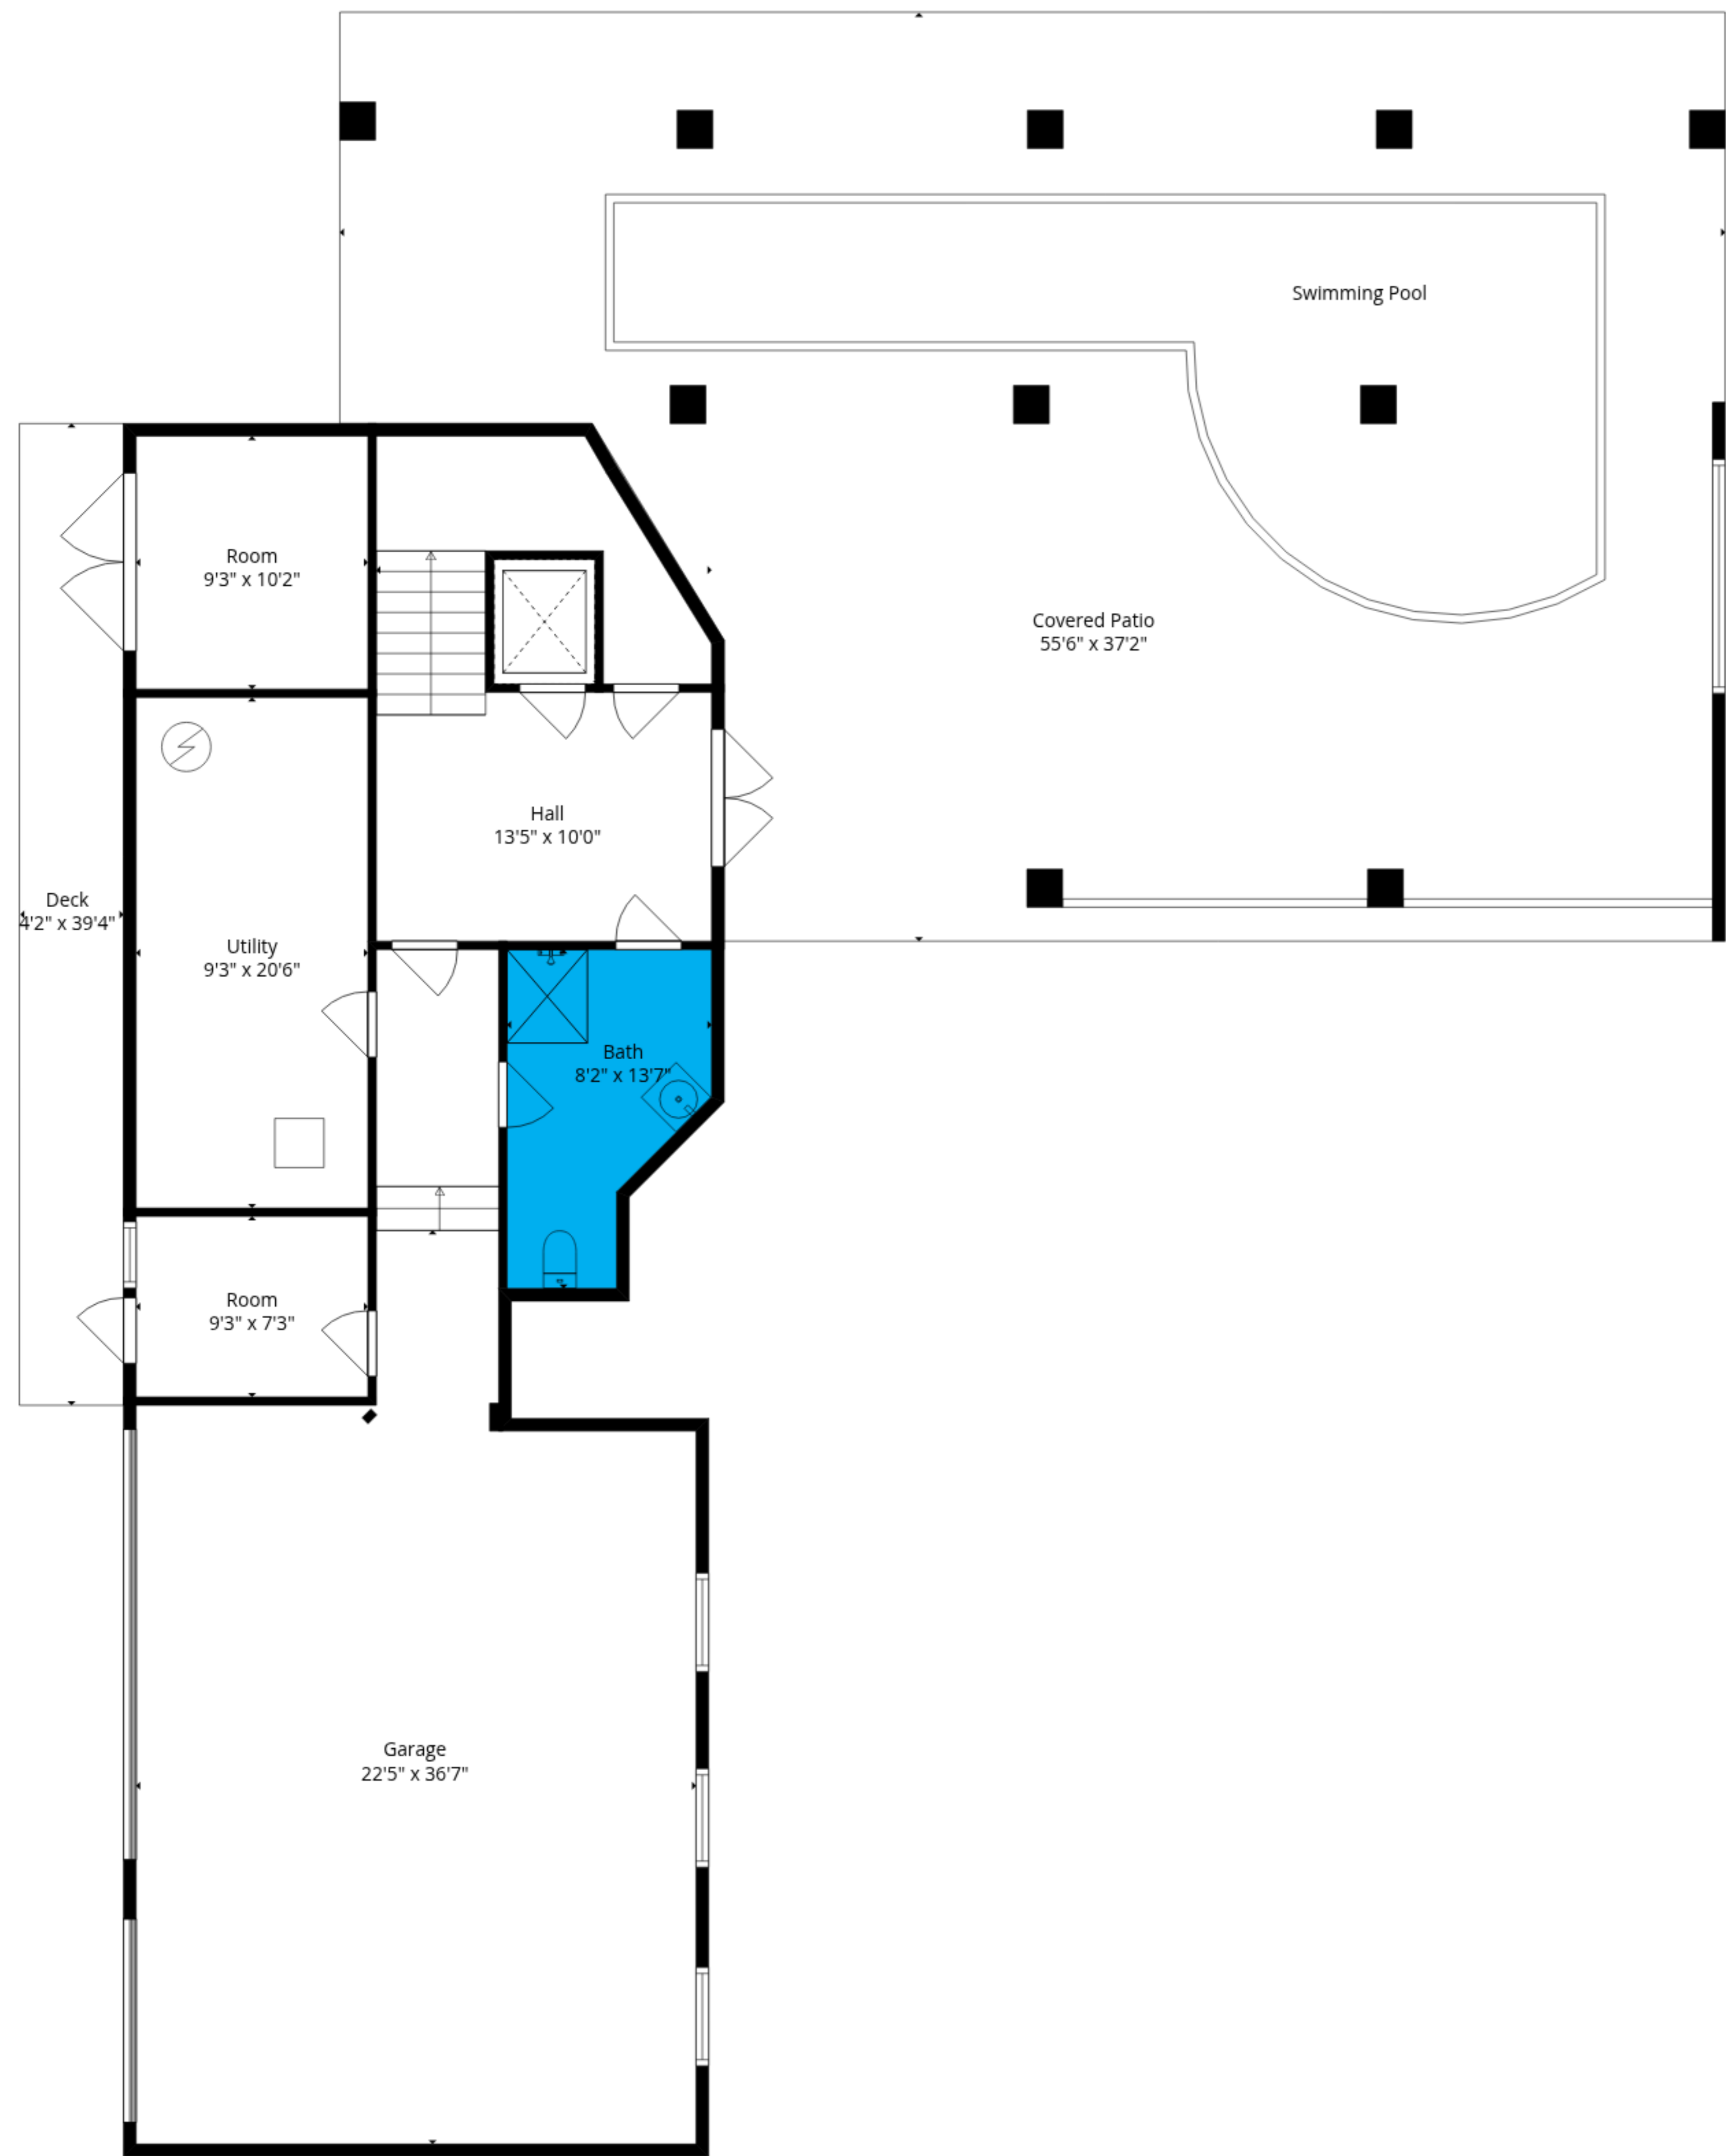 Swimming Pool
Room
9'3" x 10'2"
Covered Patio
55'6" x 37'2"
Hall
13'5" x 10'0"
Deck
4'2" x 39'4"
Utility
9'3" x 20'6"
Bath
8'2" x 13'7"
Room
9'3" x 7'3"
Garage
22'5" x 36'7"